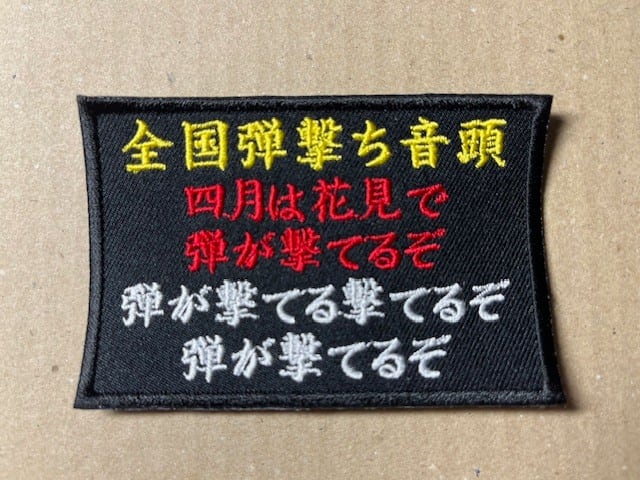 全国弾撃ち音頭
四月は花見で
弾が撃てるぞ
弾が撃てる撃てるぞ
弾が撃てるぞ